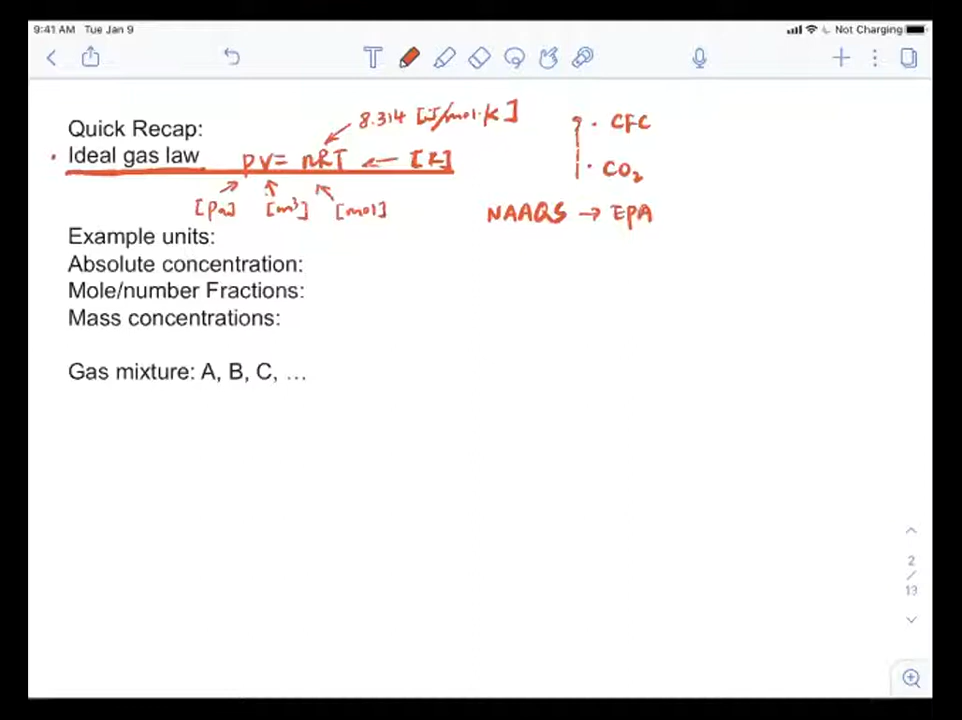 9:41 AM Tue Jan 9
Not Charging
T
Quick Recap:
8.314 [J/mol·K]
Ideal gas law PV = nRT ← [K]
[Pa] [m³] [mol]
· CFC
· CO₂
NAAQS → EPA
Example units:
Absolute concentration:
Mole/number Fractions:
Mass concentrations:
Gas mixture: A, B, C, …
2
/
13